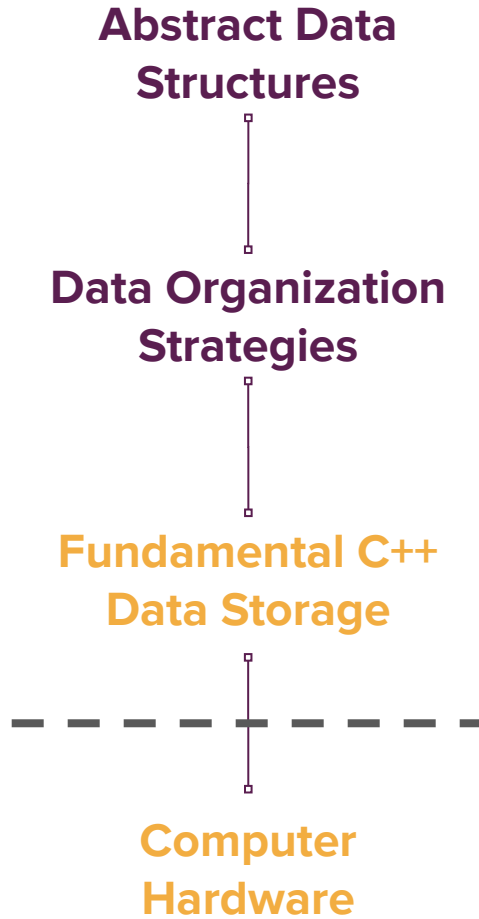 Abstract Data
Structures
Data Organization
Strategies
Fundamental C++
Data Storage
Computer
Hardware